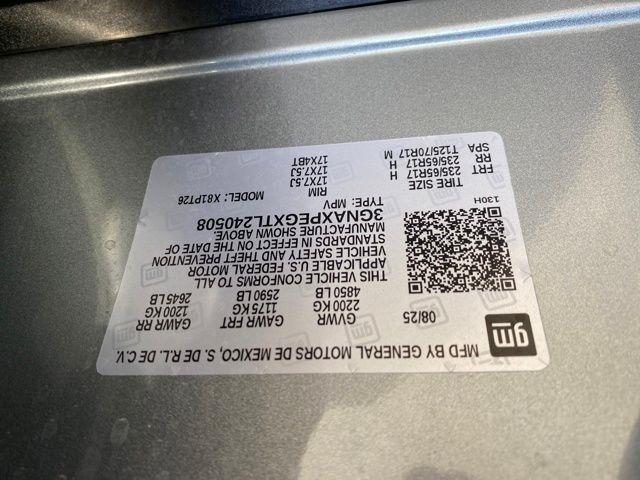 gm MFD BY GENERAL MOTORS DE MEXICO, S. DE R.L. DE C.V.
08/25 GVWR GAWR FRT GAWR RR
2200 KG 1175 KG 1200 KG
4850 LB 2590 LB 2645 LB
THIS VEHICLE CONFORMS TO ALL
APPLICABLE U.S. FEDERAL MOTOR
VEHICLE SAFETY AND THEFT PREVENTION
STANDARDS IN EFFECT ON THE DATE OF
MANUFACTURE SHOWN ABOVE.
3GNAXPEGXTL240508
130H TYPE: MPV MODEL: X81PT26
TIRE SIZE RIM
FRT 235/65R17 H 17X7.5J
RR 235/65R17 H 17X7.5J
SPA T125/70R17 M 17X4BT